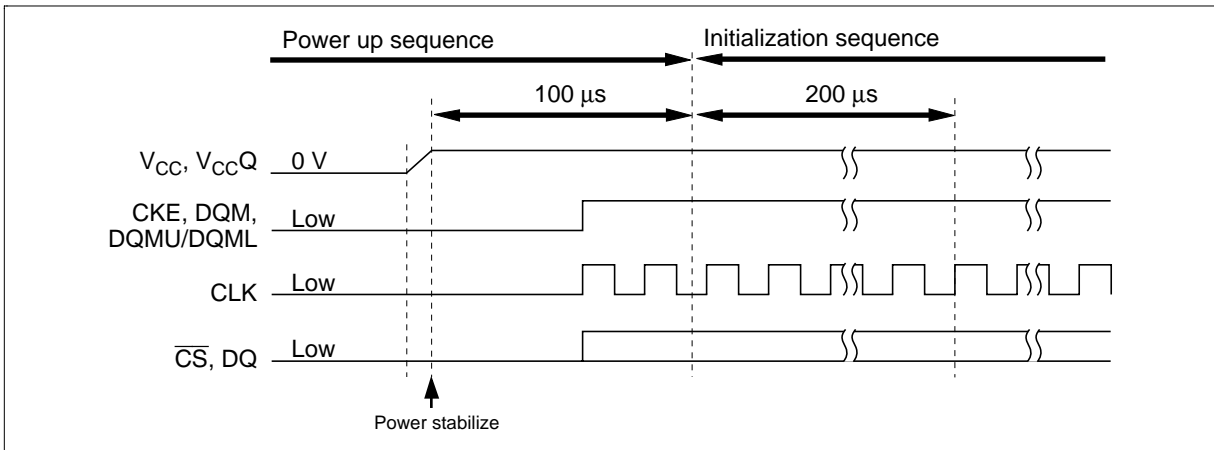 Power up sequence
Initialization sequence
100 μs
200 μs
VCC, VCCQ
0 V
CKE, DQM,
DQMU/DQML
Low
CLK
Low
CS, DQ
Low
Power stabilize